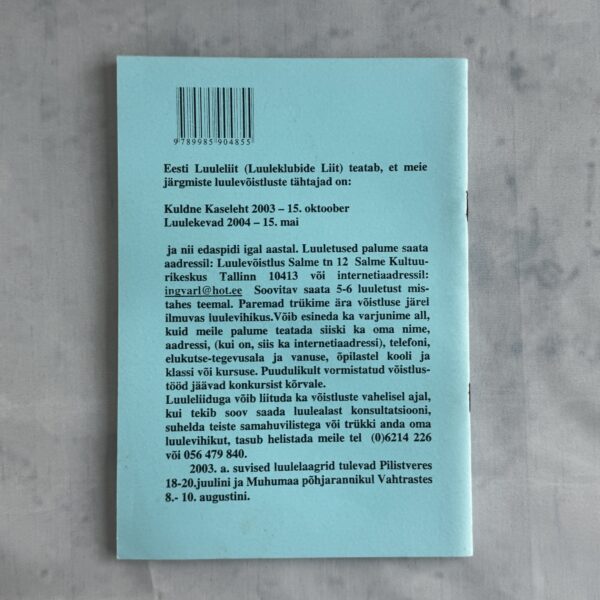 9 789985 904855
Eesti Luuleliit (Luuleklubide Liit) teatab, et meie
järgmiste luulevõistluste tähtajad on:
Kuldne Kaseleht 2003 – 15. oktoober
Luulekevad 2004 – 15. mai
ja nii edaspidi igal aastal. Luuletused palume saata
aadressil: Luulevõistlus Salme tn 12 Salme Kultuu-
rikeskus Tallinn 10413 või internetiaadressil:
ingvarl@hot.ee Soovitav saata 5-6 luuletust mis-
tahes teemal. Paremad trükime ära võistluse järel
ilmuvas luulevihikus.Võib esineda ka varjunime all,
kuid meile palume teatada siiski ka oma nime,
aadressi, (kui on, siis ka internetiaadressi), telefoni,
elukutse-tegevusala ja vanuse, õpilastel kooli ja
klassi või kursuse. Puudulikult vormistatud võistlus-
tööd jäävad konkursist kõrvale.
Luuleliiduga võib liituda ka võistluste vahelisel ajal,
kui tekib soov saada luulealast konsultatsiooni,
suhelda teiste samahuvilistega või trükki anda oma
luulevihikut, tasub helistada meile tel (0)6214 226
või 056 479 840.
2003. a. suvised luulelaagrid tulevad Pilistveres
18-20,juulini ja Muhumaa põhjarannikul Vahtrastes
8.- 10. augustini.